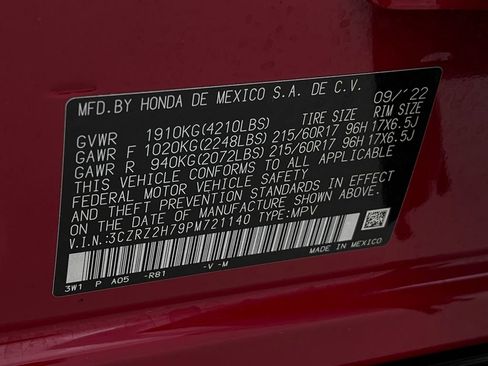 MFD.BY HONDA DE MEXICO S.A. DE C.V. 09/'22
TIRE SIZE RIM SIZE
GVWR 1910KG(4210LBS)
GAWR F 1020KG(2248LBS) 215/60R17 96H 17X6.5J
GAWR R 940KG(2072LBS) 215/60R17 96H 17X6.5J
THIS VEHICLE CONFORMS TO ALL APPLICABLE
FEDERAL MOTOR VEHICLE SAFETY
AND THEFT PREVENTION STANDARDS IN EFFECT
ON THE DATE OF MANUFACTURE SHOWN ABOVE.
V.I.N.:3CZRZ2H79PM721140 TYPE:MPV
3W1 P A05 -R81 -V -M
MADE IN MEXICO